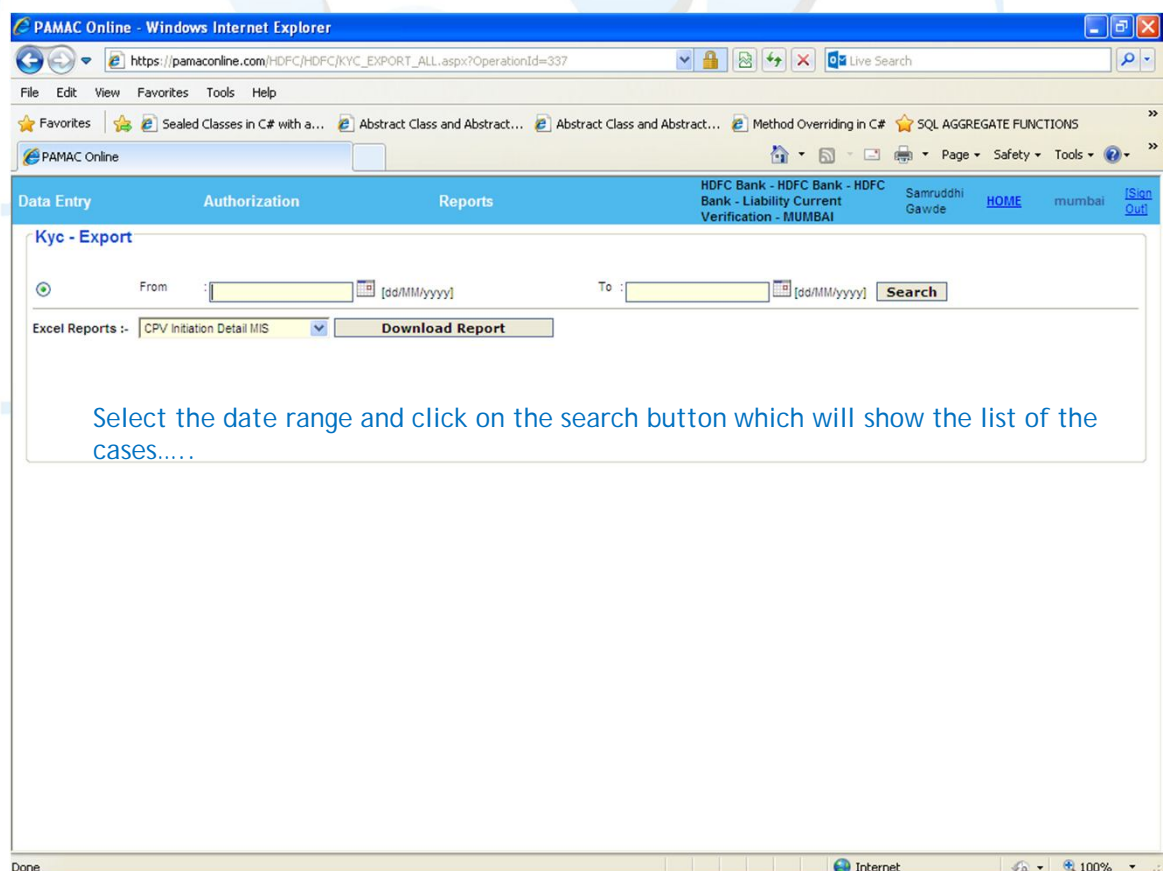 PAMAC Online - Windows Internet Explorer
https://pamaconline.com/HDFC/HDFC/KYC_EXPORT_ALL.aspx?OperationId=337 Live Search
File Edit View Favorites Tools Help
Favorites Sealed Classes in C# with a... Abstract Class and Abstract... Abstract Class and Abstract... Method Overriding in C# SQL AGGREGATE FUNCTIONS »
PAMAC Online Page Safety Tools »
Data Entry Authorization Reports
HDFC Bank - HDFC Bank - HDFC
Bank - Liability Current
Verification - MUMBAI
Samruddhi
Gawde
HOME mumbai
[Sign
Out]
Kyc - Export
From : [dd/MM/yyyy] To : [dd/MM/yyyy] Search
Excel Reports :- CPV Initiation Detail MIS Download Report
Select the date range and click on the search button which will show the list of the
cases.....
Done Internet 100%